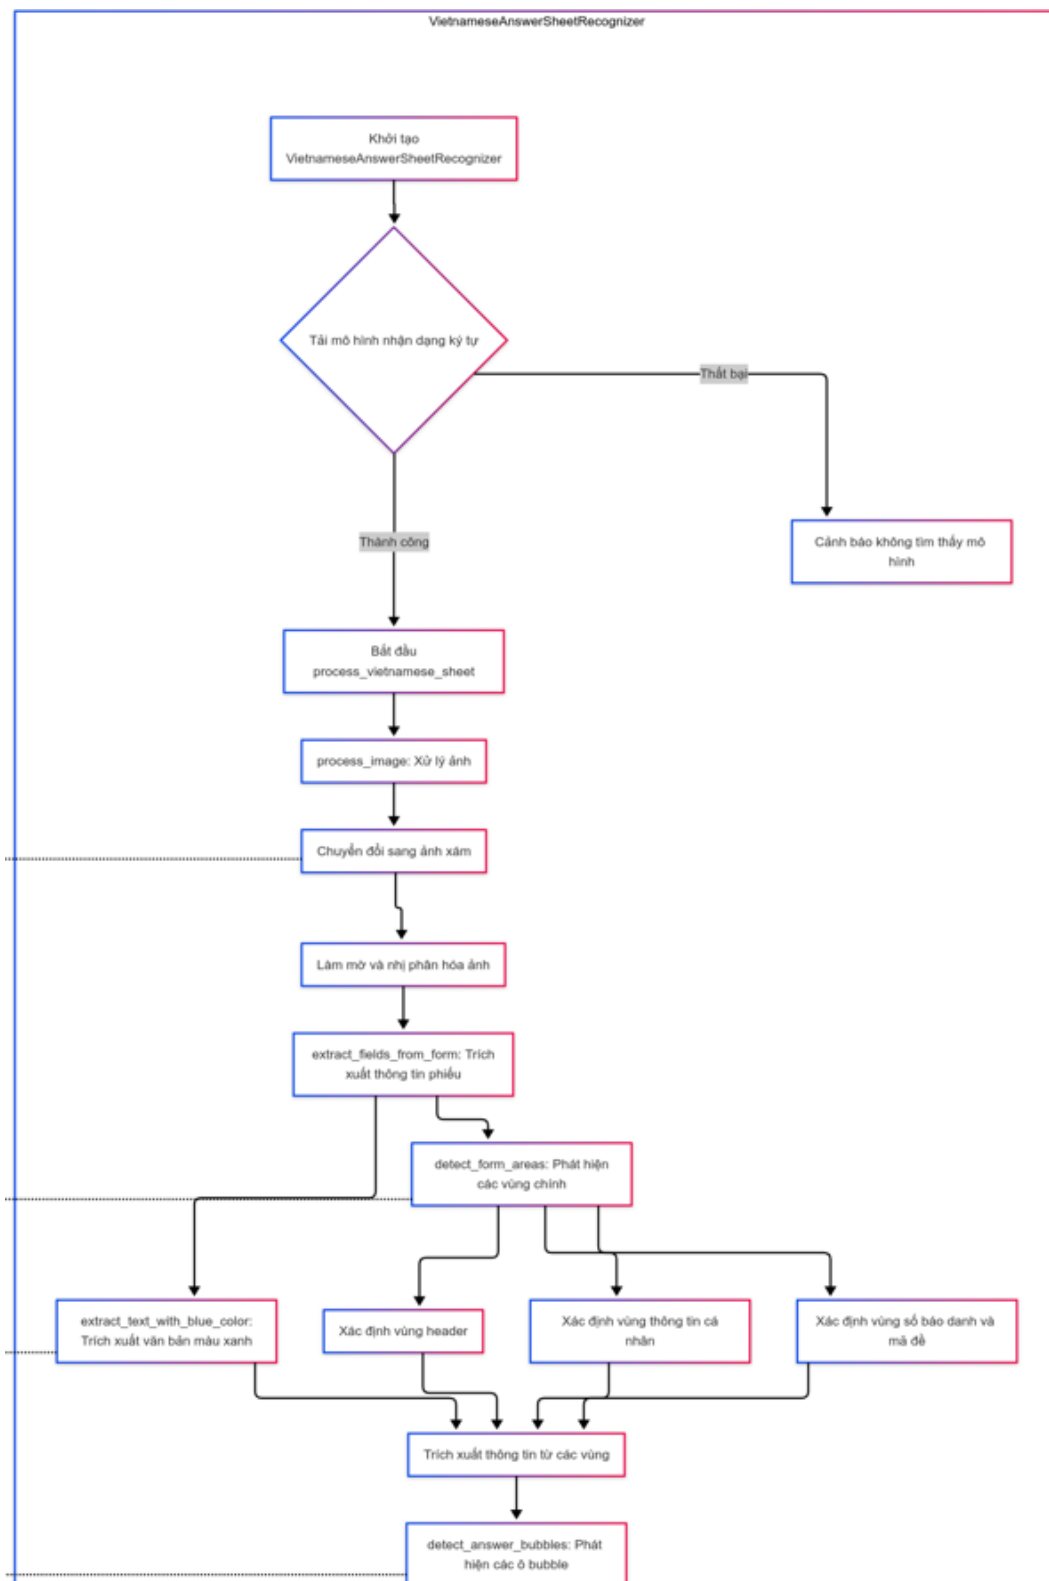 VietnameseAnswerSheetRecognizer
Khởi tạo
VietnameseAnswerSheetRecognizer
Tải mô hình nhận dạng ký tự
Thất bại
Thành công
Cảnh báo không tìm thấy mô
hình
Bắt đầu
process_vietnamese_sheet
process_image: Xử lý ảnh
Chuyển đổi sang ảnh xám
Làm mờ và nhị phân hóa ảnh
extract_fields_from_form: Trích
xuất thông tin phiếu
detect_form_areas: Phát hiện
các vùng chính
extract_text_with_blue_color:
Trích xuất văn bản màu xanh
Xác định vùng header
Xác định vùng thông tin cá
nhân
Xác định vùng số báo danh và
mã đề
Trích xuất thông tin từ các vùng
detect_answer_bubbles: Phát
hiện các ô bubble